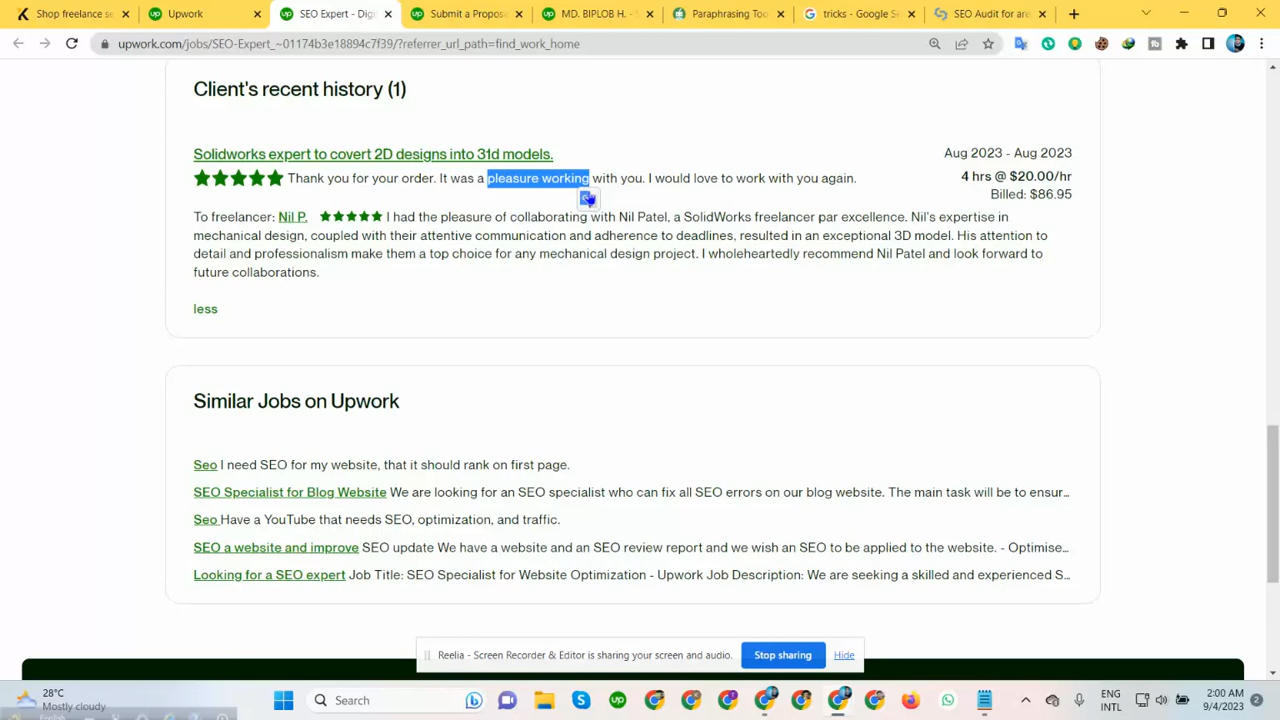 Shop freelance s
Upwork
SEO Expert - Dig
Submit a Propos
MD. BIPLOB H. -
Paraphrasing Too
tricks - Google S
SEO Audit for are
upwork.com/jobs/SEO-Expert_~01174b3e18894c7f39/?referrer_url_path=find_work_home
Client's recent history (1)
Solidworks expert to covert 2D designs into 31d models.
Aug 2023 - Aug 2023
Thank you for your order. It was a pleasure working with you. I would love to work with you again.
4 hrs @ $20.00/hr
Billed: $86.95
To freelancer: Nil P. I had the pleasure of collaborating with Nil Patel, a SolidWorks freelancer par excellence. Nil's expertise in
mechanical design, coupled with their attentive communication and adherence to deadlines, resulted in an exceptional 3D model. His attention to
detail and professionalism make them a top choice for any mechanical design project. I wholeheartedly recommend Nil Patel and look forward to
future collaborations.
less
Similar Jobs on Upwork
Seo I need SEO for my website, that it should rank on first page.
SEO Specialist for Blog Website We are looking for an SEO specialist who can fix all SEO errors on our blog website. The main task will be to ensur...
Seo Have a YouTube that needs SEO, optimization, and traffic.
SEO a website and improve SEO update We have a website and an SEO review report and we wish an SEO to be applied to the website. - Optimise...
Looking for a SEO expert Job Title: SEO Specialist for Website Optimization - Upwork Job Description: We are seeking a skilled and experienced S...
Reelia - Screen Recorder & Editor is sharing your screen and audio.
Stop sharing
Hide
28°C
Mostly cloudy
English
Search
ENG
INTL
2:00 AM
9/4/2023